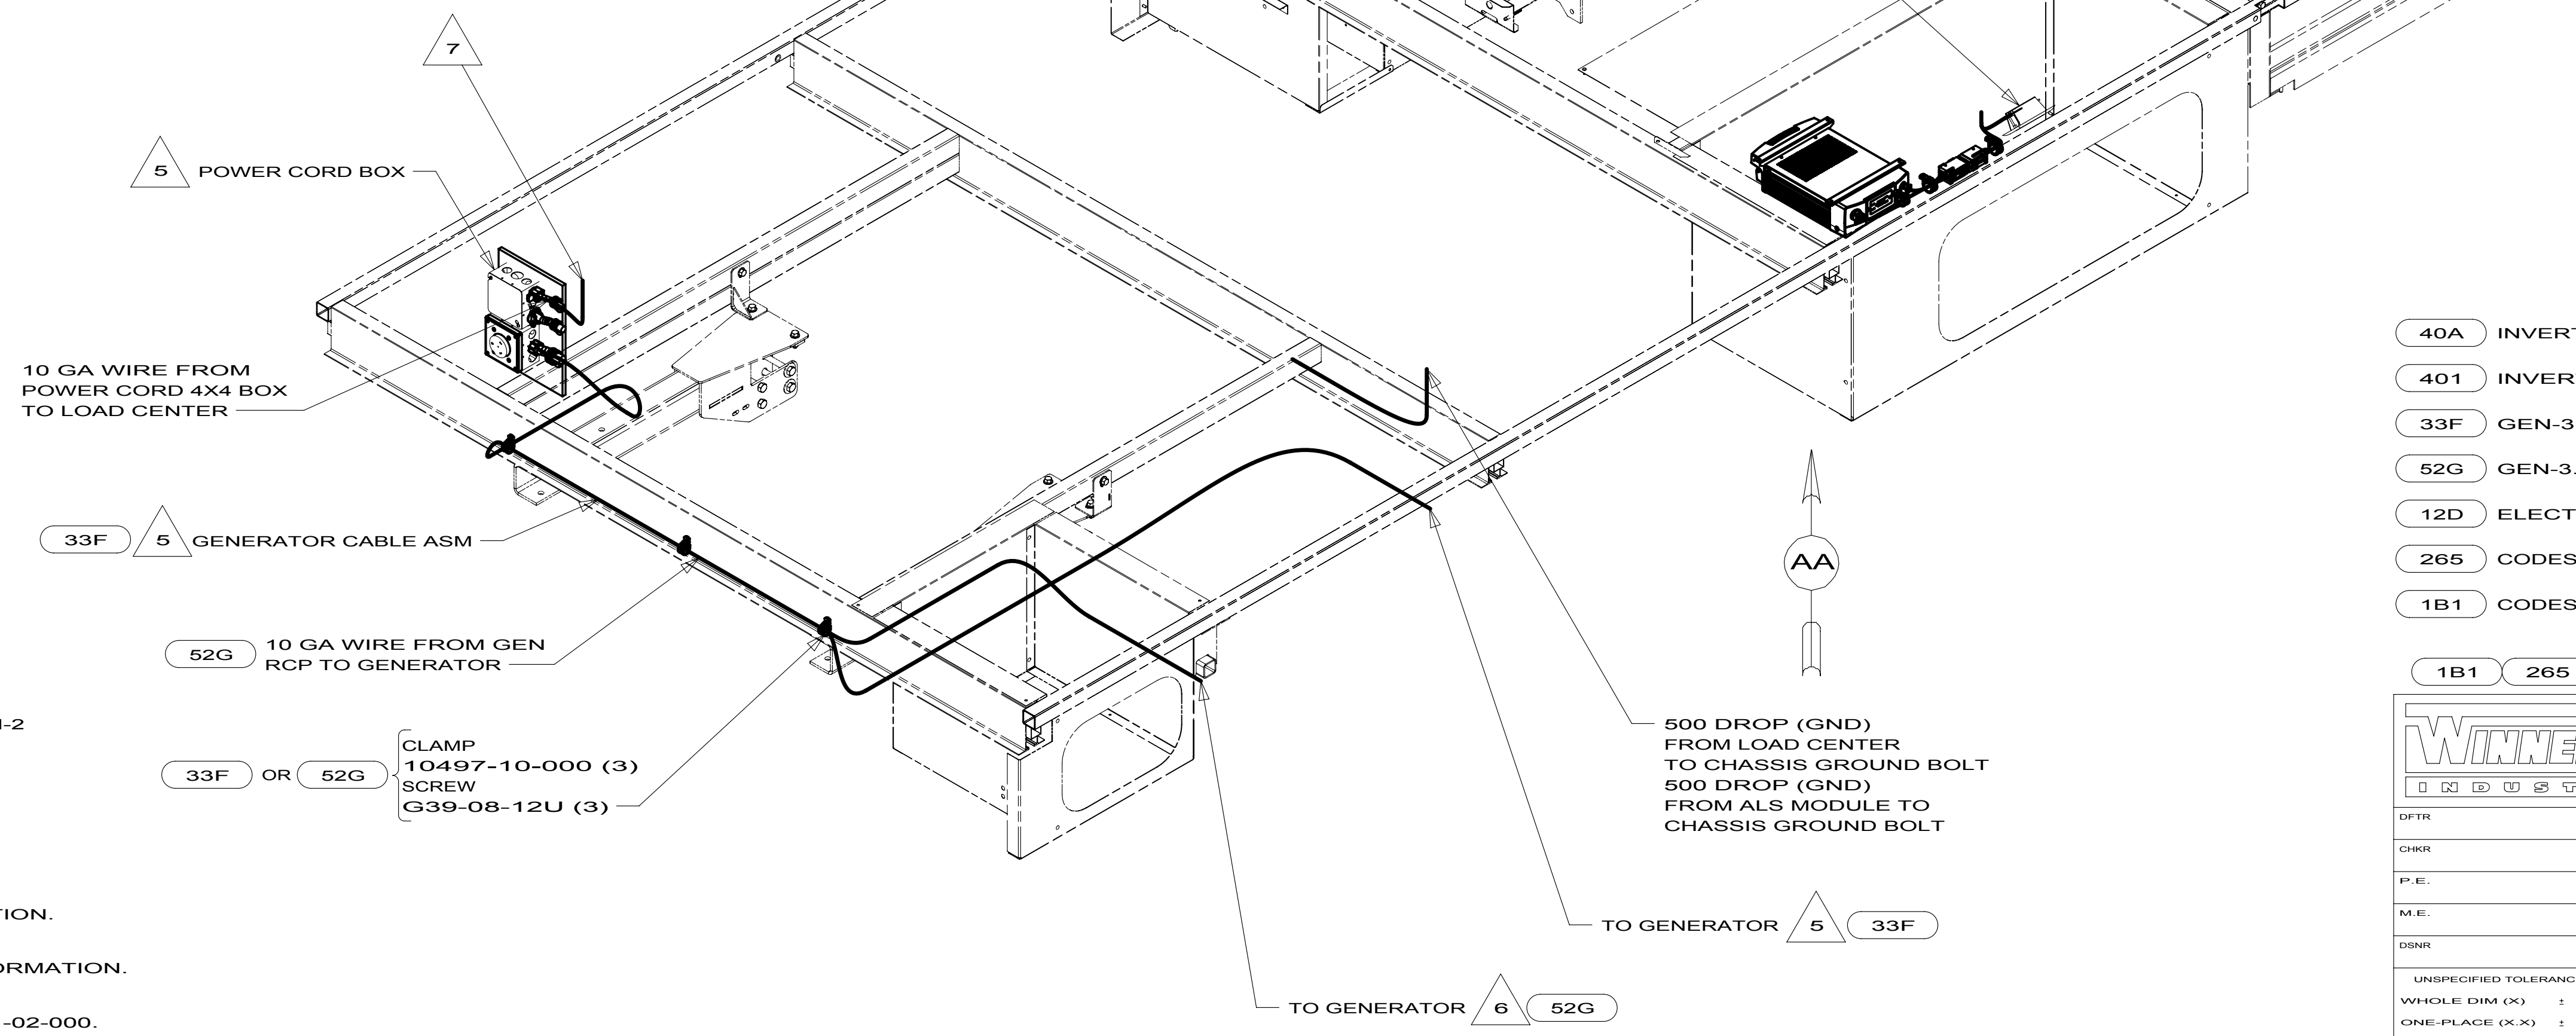 7
5 POWER CORD BOX
10 GA WIRE FROM
POWER CORD 4X4 BOX
TO LOAD CENTER
33F 5 GENERATOR CABLE ASM
52G 10 GA WIRE FROM GEN
RCP TO GENERATOR
33F OR 52G
CLAMP
10497-10-000 (3)
SCREW
G39-08-12U (3)
-2
TION.
ORMATION.
-02-000.
AA
500 DROP (GND)
FROM LOAD CENTER
TO CHASSIS GROUND BOLT
500 DROP (GND)
FROM ALS MODULE TO
CHASSIS GROUND BOLT
TO GENERATOR 5 33F
TO GENERATOR 6 52G
40A INVERT
401 INVER
33F GEN-3
52G GEN-3.
12D ELECT
265 CODES
1B1 CODES
1B1 265
WINNE
INDUST
DFTR
CHKR
P.E.
M.E.
DSNR
UNSPECIFIED TOLERANC
WHOLE DIM (X) ±
ONE-PLACE (X.X) ±